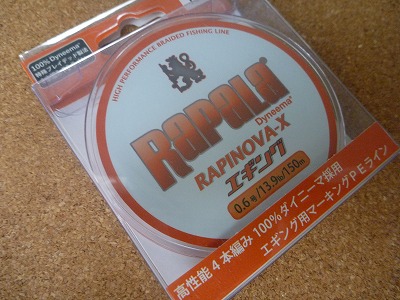 100% Dyneema®
特殊ブレイデッド製法
HIGH PERFORMANCE BRAIDED FISHING LINE
RAPALA®
Dyneema®
RAPINOVA-X
エギング
0.6号/13.9lb/150m
高性能4本編み100%ダイニーマ採用
エギング用マーキングPEライン